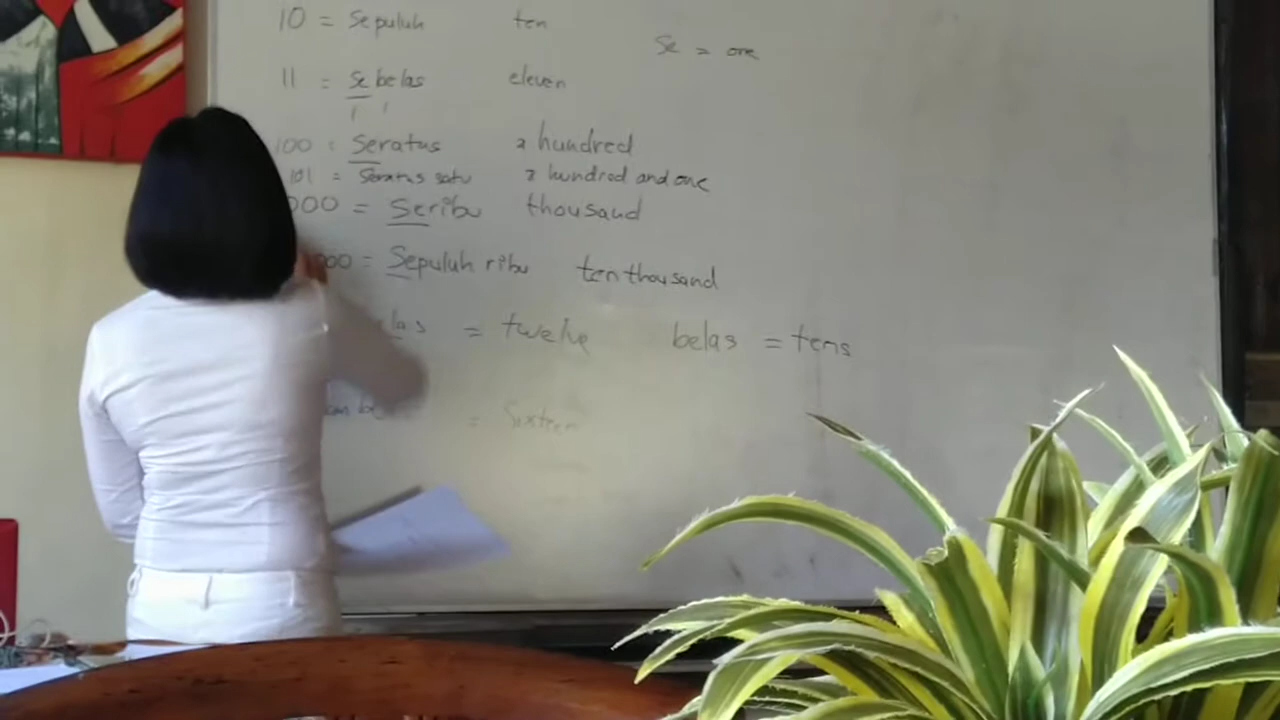 10 = Sepuluh ten
Se = one
11 = Sebelas eleven
100 = Seratus a hundred
101 = Seratus satu a hundred and one
000 = Seribu thousand
000 = Sepuluh ribu ten thousand
las = twelve belas = tens
= Sixteen